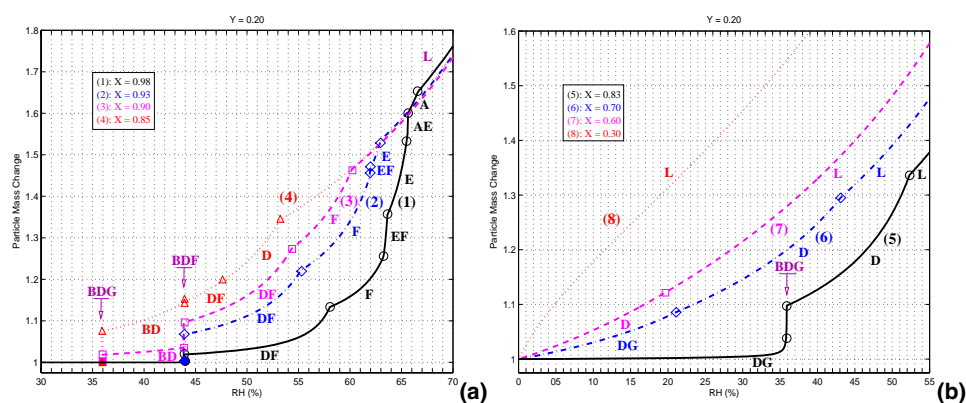 Y = 0.20
1.8
1.7
1.6
1.5
1.4
1.3
1.2
1.1
1
Particle Mass Change
(1): X = 0.98
(2): X = 0.93
(3): X = 0.90
(4): X = 0.85
L
A
AE
E
EF
E
(4)
(3)
(2)
(1)
F
F
EF
D
BDF
BDG
DF
DF
DF
BD
BD
F
DF
30 35 40 45 50 55 60 65 70
RH (%)
(a)
Y = 0.20
1.6
1.5
1.4
1.3
1.2
1.1
1
Particle Mass Change
(5): X = 0.83
(6): X = 0.70
(7): X = 0.60
(8): X = 0.30
L
(8)
L
L
L
(7)
(6)
(5)
D
D
BDG
D
DG
DG
0 5 10 15 20 25 30 35 40 45 50 55
RH (%)
(b)